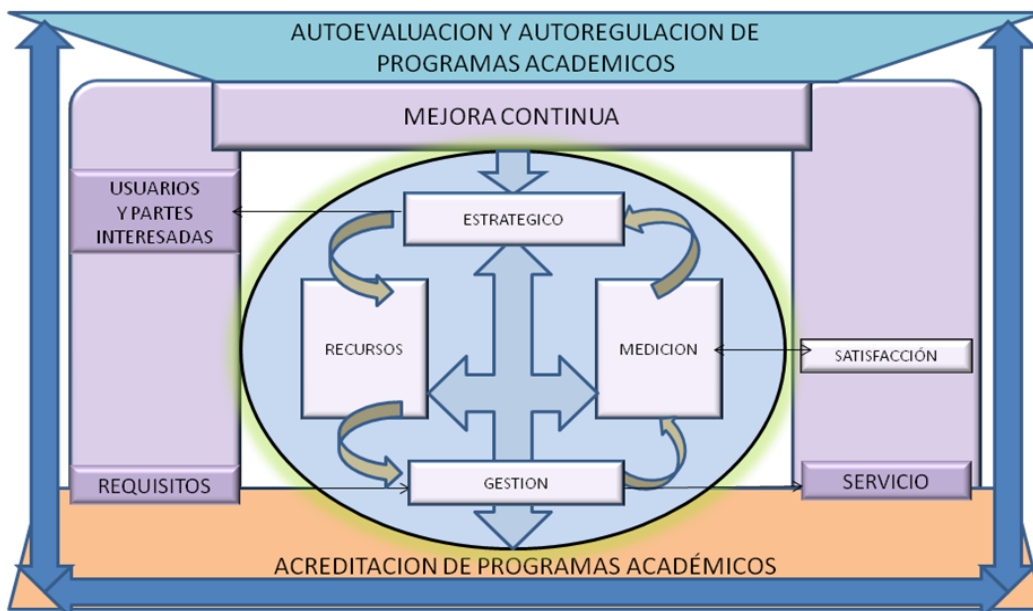 AUTOEVALUACION Y AUTOREGULACION DE
PROGRAMAS ACADEMICOS
MEJORA CONTINUA
USUARIOS
Y PARTES
INTERESADAS
ESTRATEGICO
RECURSOS
MEDICION
SATISFACCIÓN
REQUISITOS
GESTION
SERVICIO
ACREDITACION DE PROGRAMAS ACADÉMICOS